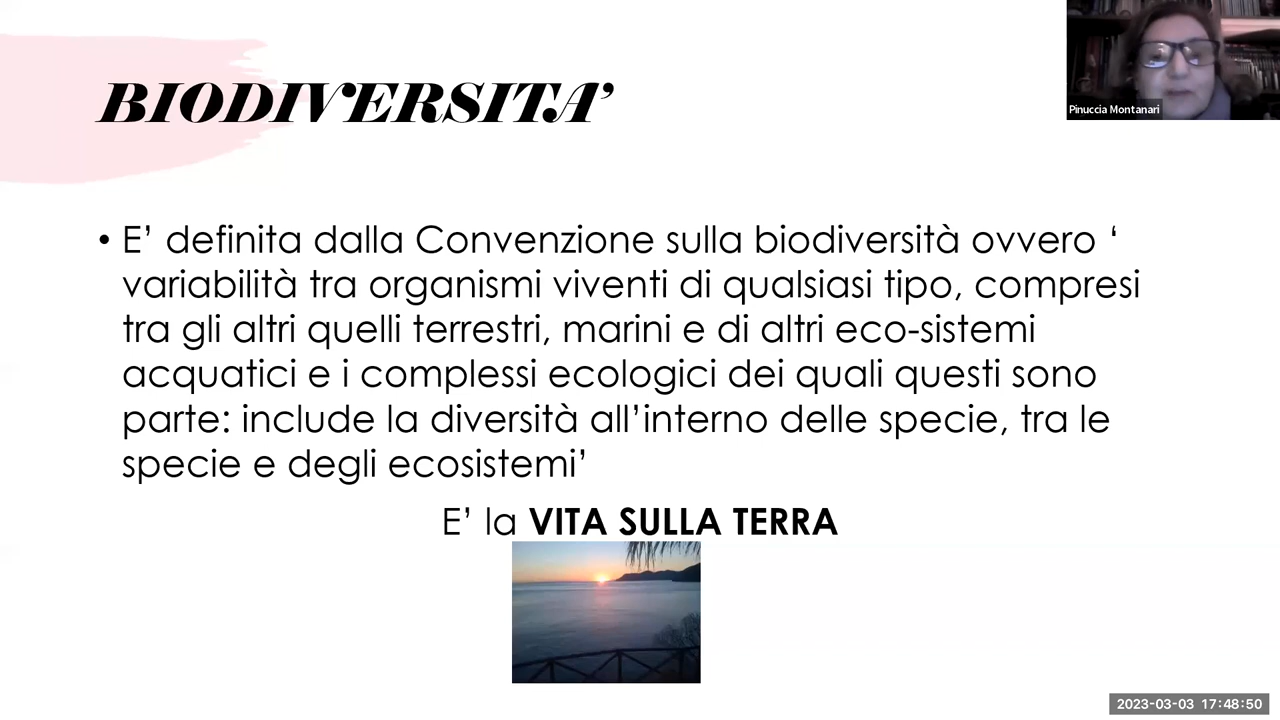 BIODIVERSITA’
Pinuccia Montanari
• E’ definita dalla Convenzione sulla biodiversità ovvero ‘
variabilità tra organismi viventi di qualsiasi tipo, compresi
tra gli altri quelli terrestri, marini e di altri eco-sistemi
acquatici e i complessi ecologici dei quali questi sono
parte: include la diversità all’interno delle specie, tra le
specie e degli ecosistemi’
E’ la VITA SULLA TERRA
2023-03-03 17:48:50